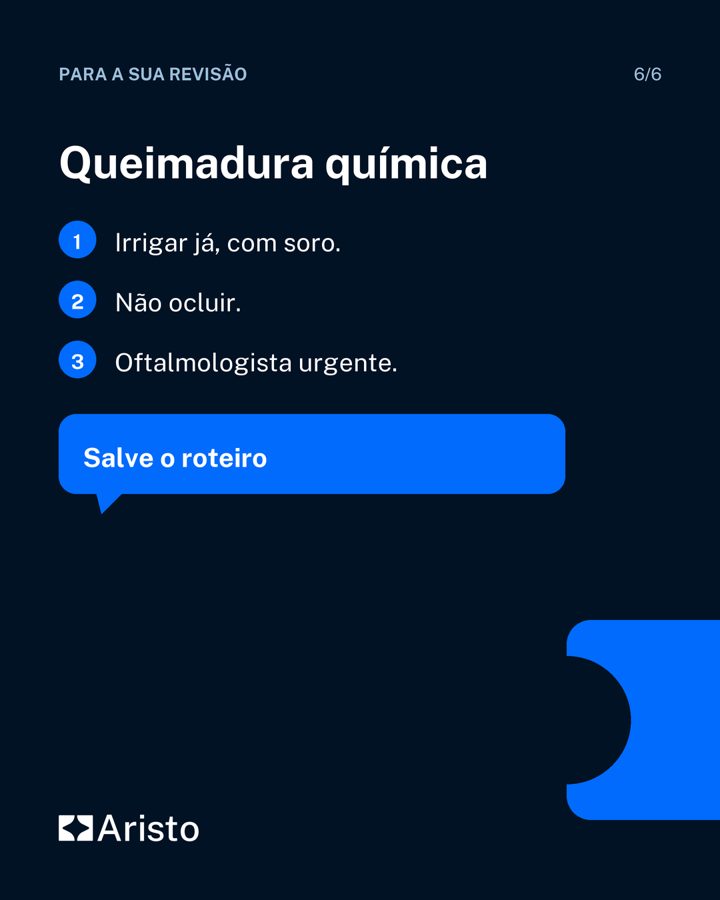 PARA A SUA REVISÃO
6/6
Queimadura química
1 Irrigar já, com soro.
2 Não ocluir.
3 Oftalmologista urgente.
Salve o roteiro
Aristo